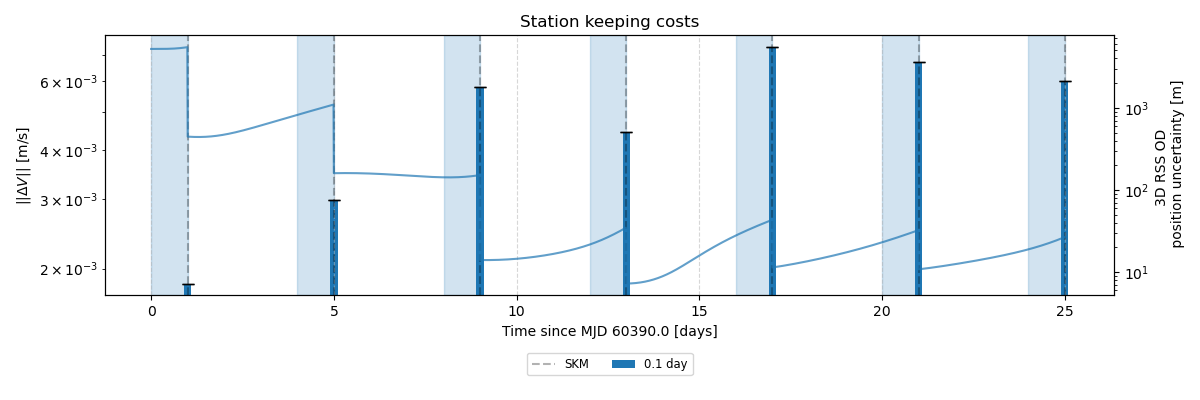 Station keeping costs
6 × 10⁻³
4 × 10⁻³
3 × 10⁻³
2 × 10⁻³
||ΔV|| [m/s]
10³
10²
10¹
3D RSS OD
position uncertainty [m]
0 5 10 15 20 25
Time since MJD 60390.0 [days]
SKM 0.1 day